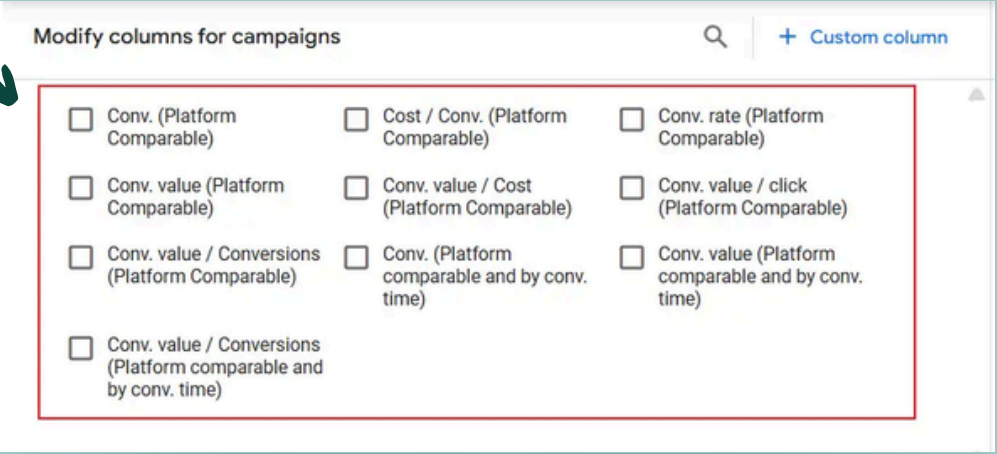 Modify columns for campaigns
+ Custom column
Conv. (Platform
Comparable)
Cost / Conv. (Platform
Comparable)
Conv. rate (Platform
Comparable)
Conv. value (Platform
Comparable)
Conv. value / Cost
(Platform Comparable)
Conv. value / click
(Platform Comparable)
Conv. value / Conversions
(Platform Comparable)
Conv. (Platform
comparable and by conv.
time)
Conv. value (Platform
comparable and by conv.
time)
Conv. value / Conversions
(Platform comparable and
by conv. time)